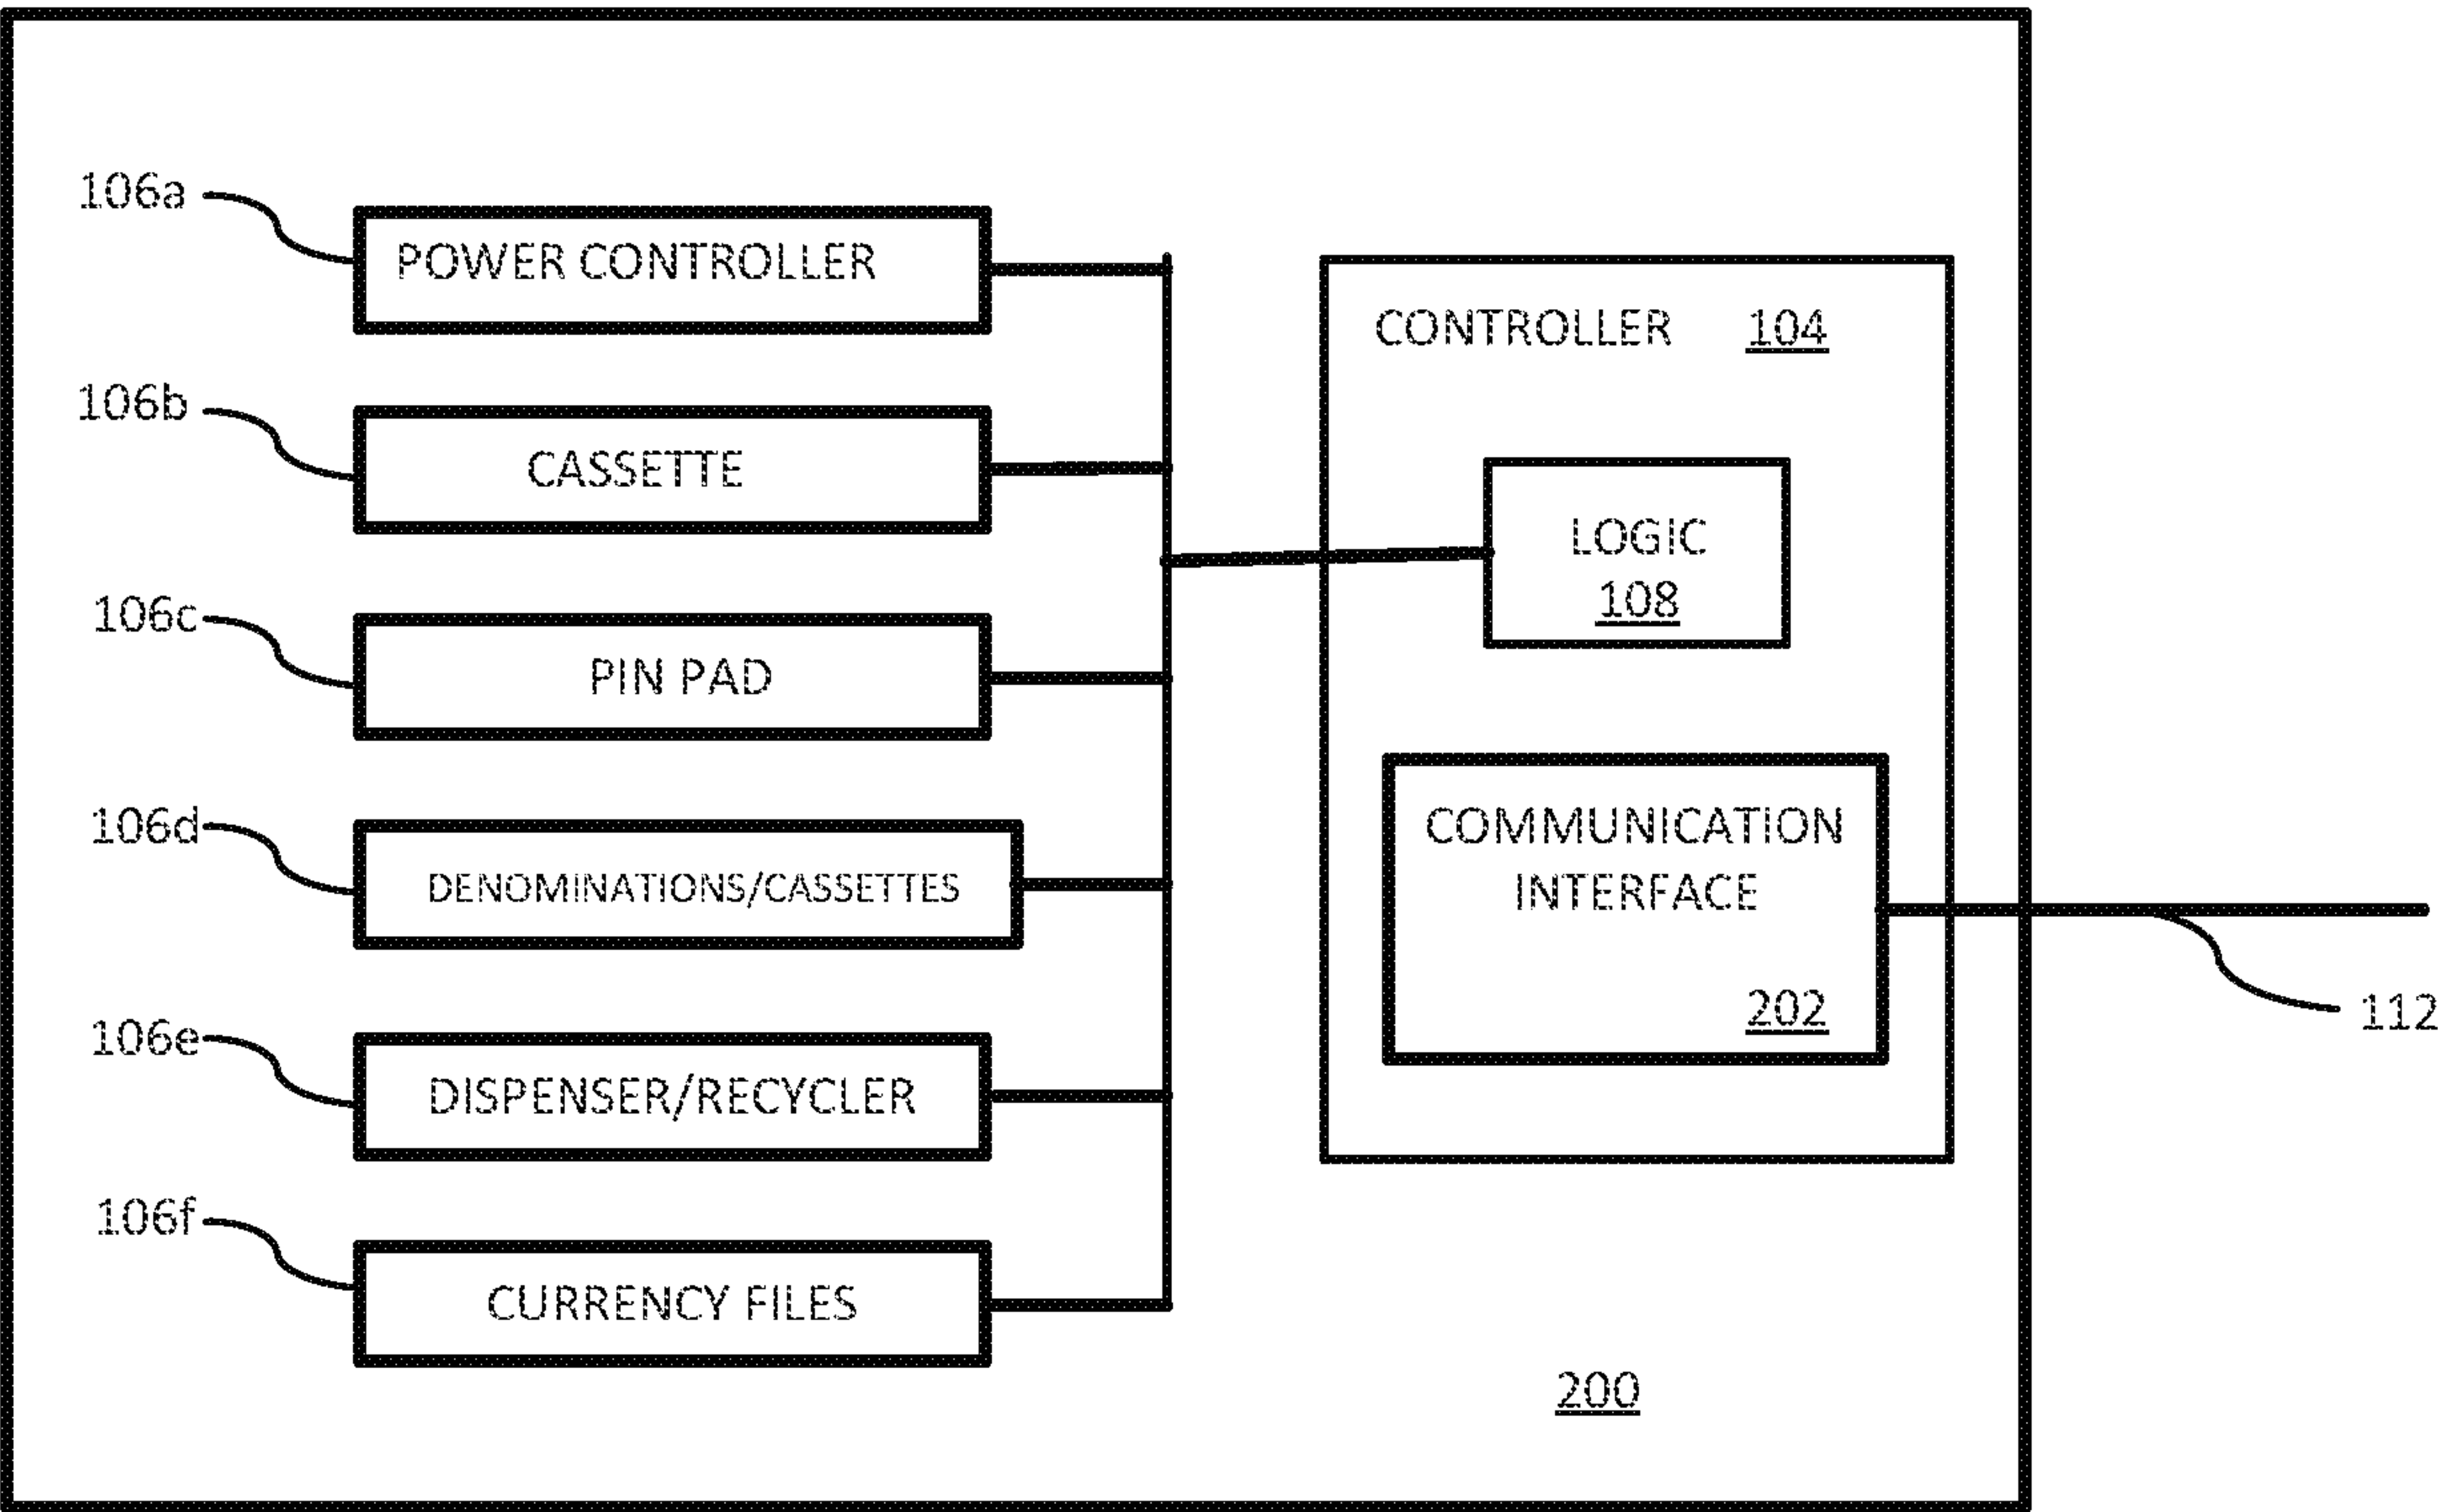 106a
POWER CONTROLLER
CONTROLLER 104
106b
CASSETTE
LOGIC
108
106c
PIN PAD
106d
DENOMINATIONS/CASSETTES
COMMUNICATION
INTERFACE
202
112
106e
DISPENSER/RECYCLER
106f
CURRENCY FILES
200